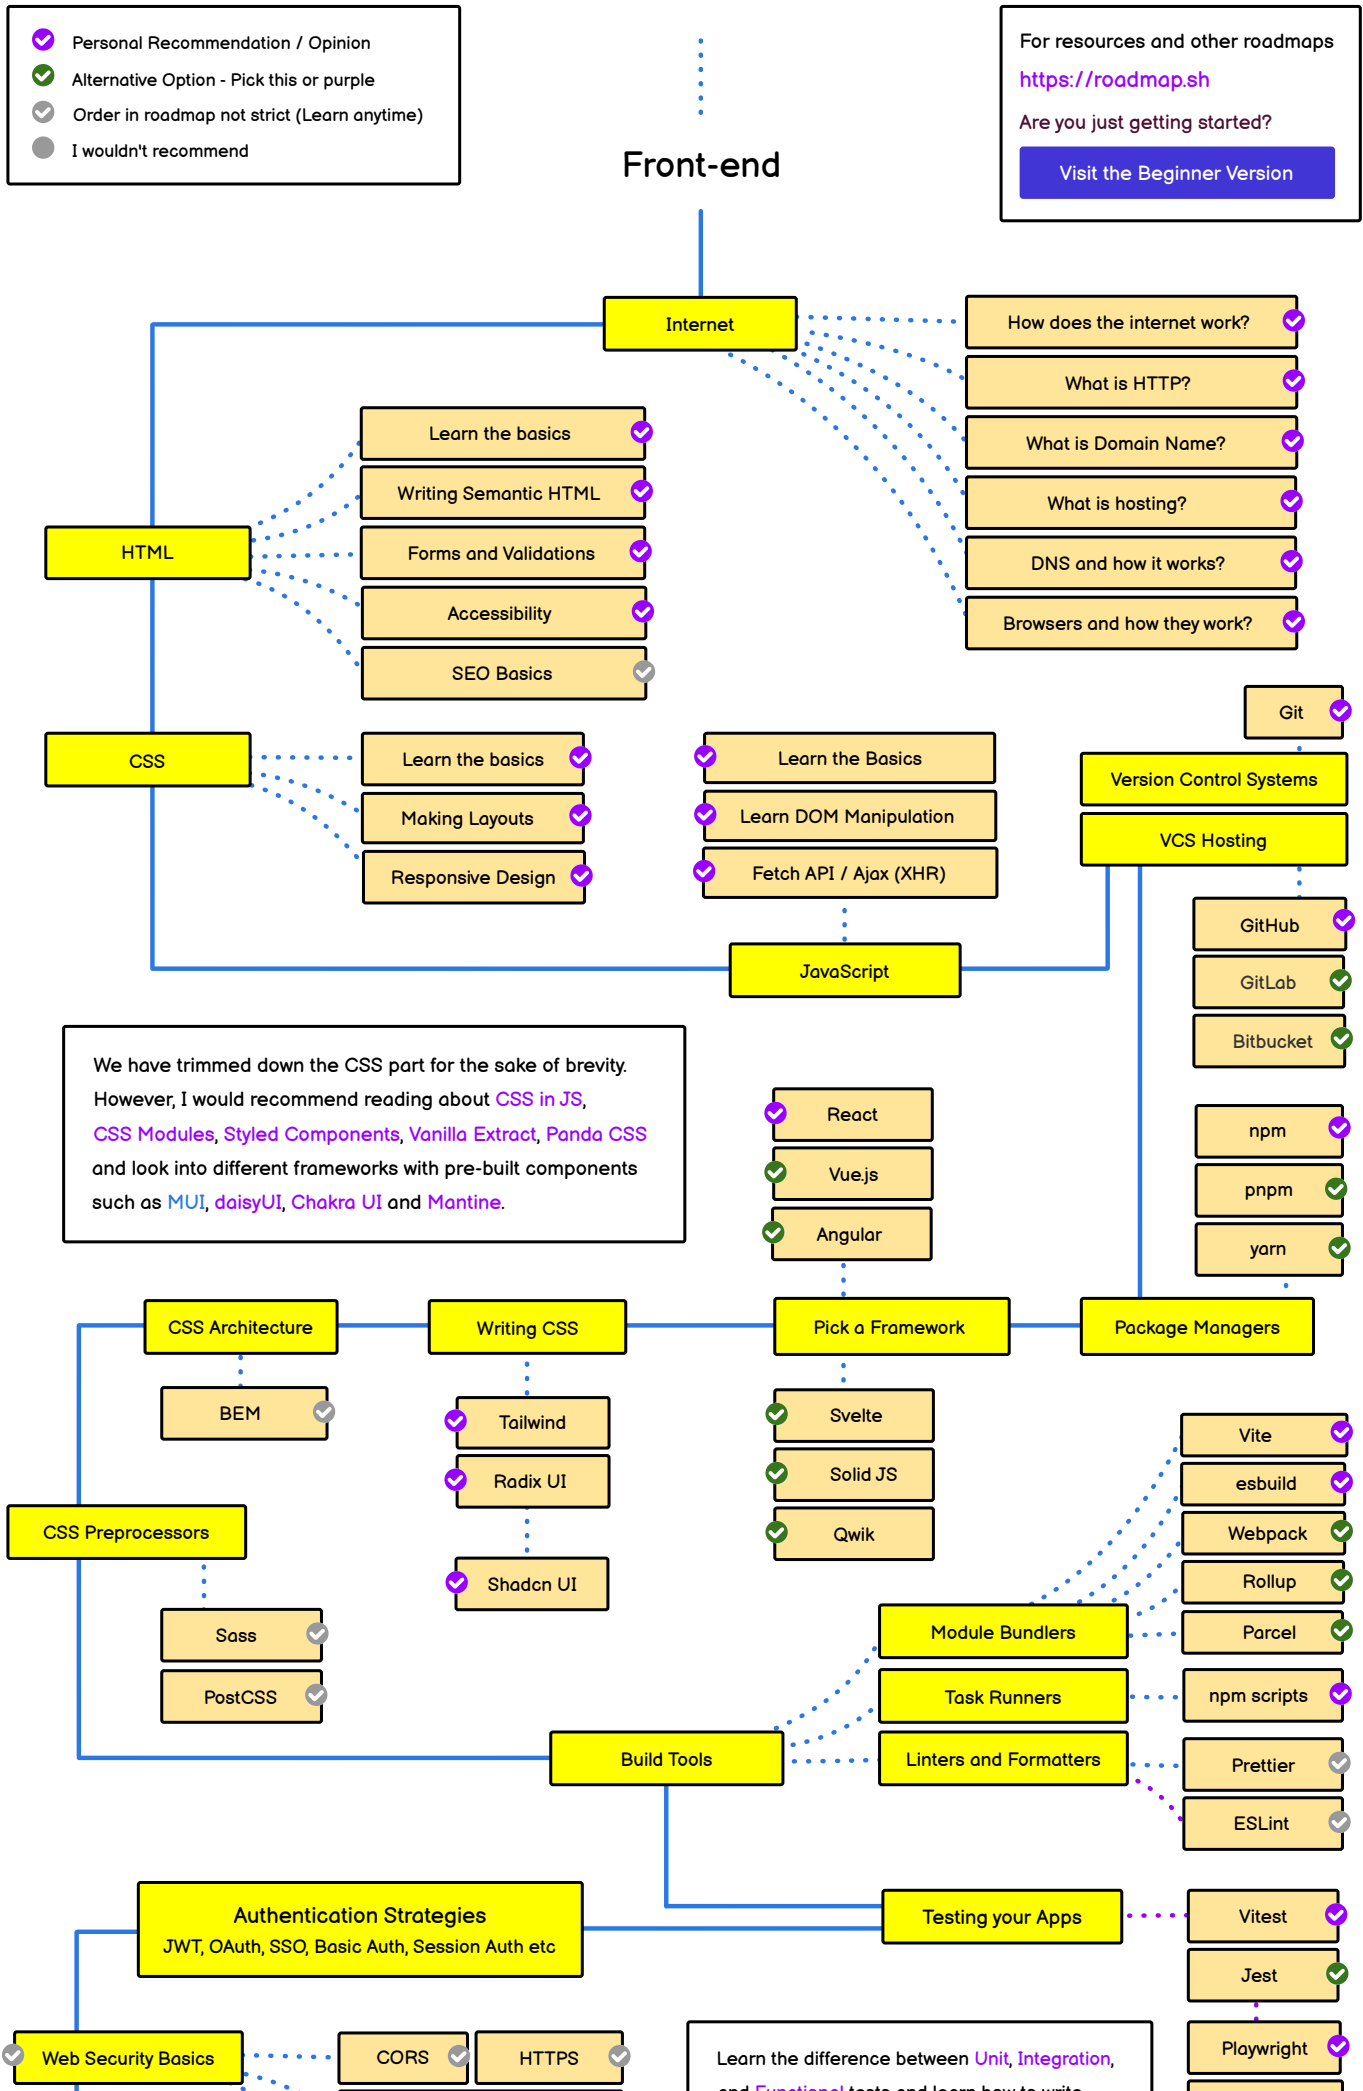 Personal Recommendation / Opinion
Alternative Option - Pick this or purple
Order in roadmap not strict (Learn anytime)
I wouldn't recommend
For resources and other roadmaps
https://roadmap.sh
Are you just getting started?
Visit the Beginner Version
Front-end
Internet
How does the internet work?
What is HTTP?
What is Domain Name?
What is hosting?
DNS and how it works?
Browsers and how they work?
HTML
Learn the basics
Writing Semantic HTML
Forms and Validations
Accessibility
SEO Basics
CSS
Learn the basics
Making Layouts
Responsive Design
Learn the Basics
Learn DOM Manipulation
Fetch API / Ajax (XHR)
JavaScript
Git
Version Control Systems
VCS Hosting
GitHub
GitLab
Bitbucket
We have trimmed down the CSS part for the sake of brevity.
However, I would recommend reading about CSS in JS,
CSS Modules, Styled Components, Vanilla Extract, Panda CSS
and look into different frameworks with pre-built components
such as MUI, daisyUI, Chakra UI and Mantine.
React
Vue.js
Angular
npm
pnpm
yarn
CSS Architecture
Writing CSS
Pick a Framework
Package Managers
BEM
Tailwind
Radix UI
Shadcn UI
Svelte
Solid JS
Qwik
CSS Preprocessors
Sass
PostCSS
Vite
esbuild
Webpack
Rollup
Parcel
Module Bundlers
Task Runners
npm scripts
Build Tools
Linters and Formatters
Prettier
ESLint
Authentication Strategies
JWT, OAuth, SSO, Basic Auth, Session Auth etc
Testing your Apps
Vitest
Jest
Playwright
Web Security Basics
CORS
HTTPS
Learn the difference between Unit, Integration,
and Functional tests and learn how to write